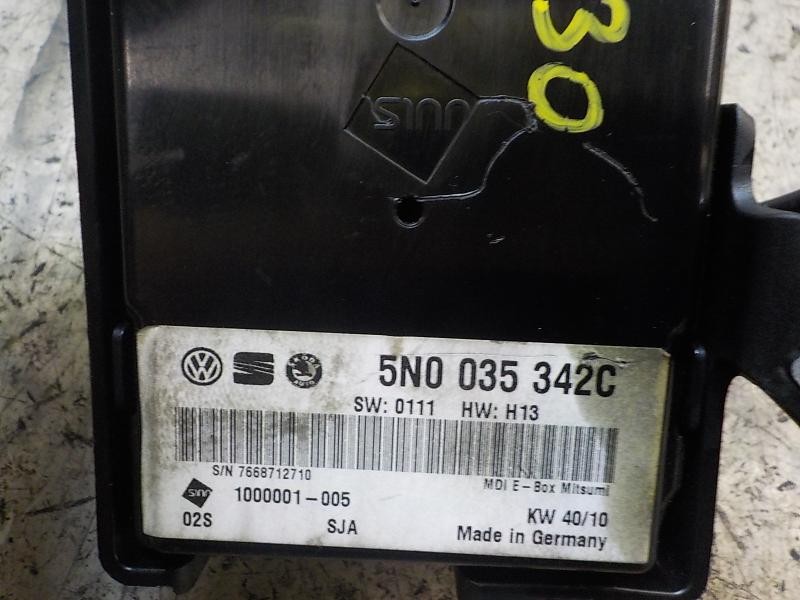 30
5N0 035 342C
SW: 0111 HW: H13
S/N 7668712710
MDI E-Box Mitsumi
1000001-005
02S
SJA
KW 40/10
Made in Germany